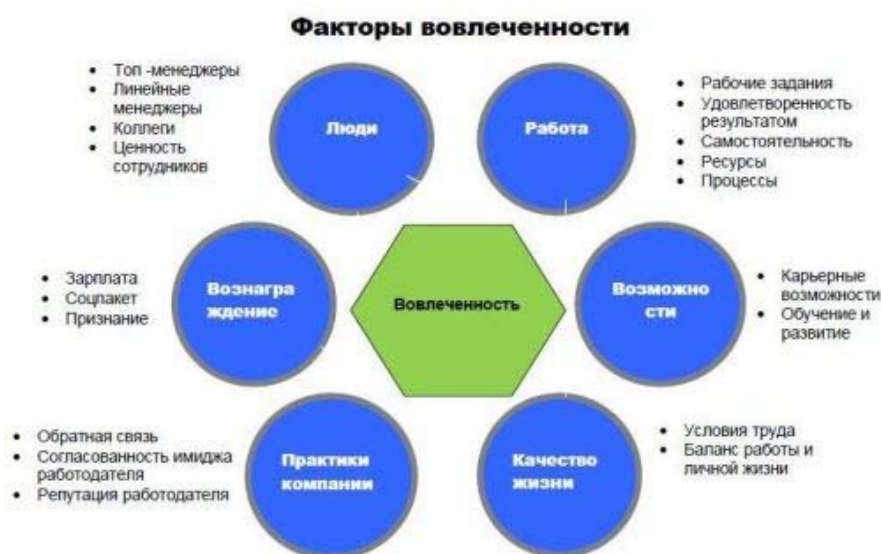 Факторы вовлеченности
• Топ -менеджеры
• Линейные
менеджеры
• Коллеги
• Ценность
сотрудников
Люди
Работа
• Рабочие задания
• Удовлетворенность
результатом
• Самостоятельность
• Ресурсы
• Процессы
• Зарплата
• Соцпакет
• Признание
Вознагра
ждение
Вовлеченность
Возможно
сти
• Карьерные
возможности
• Обучение и
развитие
• Обратная связь
• Согласованность имиджа
работодателя
• Репутация работодателя
Практики
компании
Качество
жизни
• Условия труда
• Баланс работы и
личной жизни